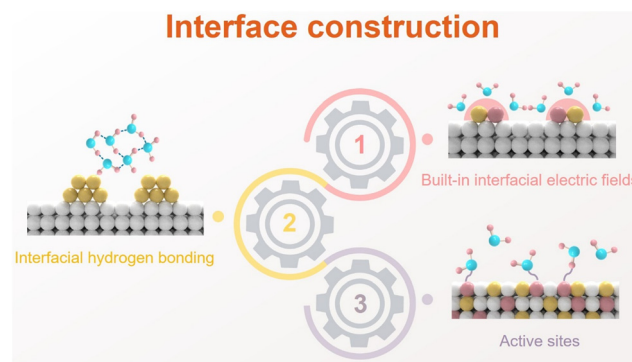 Interface construction
1
Built-in interfacial electric fields
2
Interfacial hydrogen bonding
3
Active sites